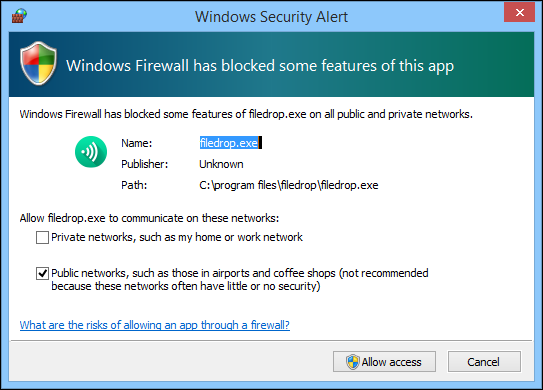 Windows Security Alert
Windows Firewall has blocked some features of this app
Windows Firewall has blocked some features of filedrop.exe on all public and private networks.
Name: filedrop.exe
Publisher: Unknown
Path: C:\program files\filedrop\filedrop.exe
Allow filedrop.exe to communicate on these networks:
Private networks, such as my home or work network
Public networks, such as those in airports and coffee shops (not recommended
because these networks often have little or no security)
What are the risks of allowing an app through a firewall?
Allow access Cancel